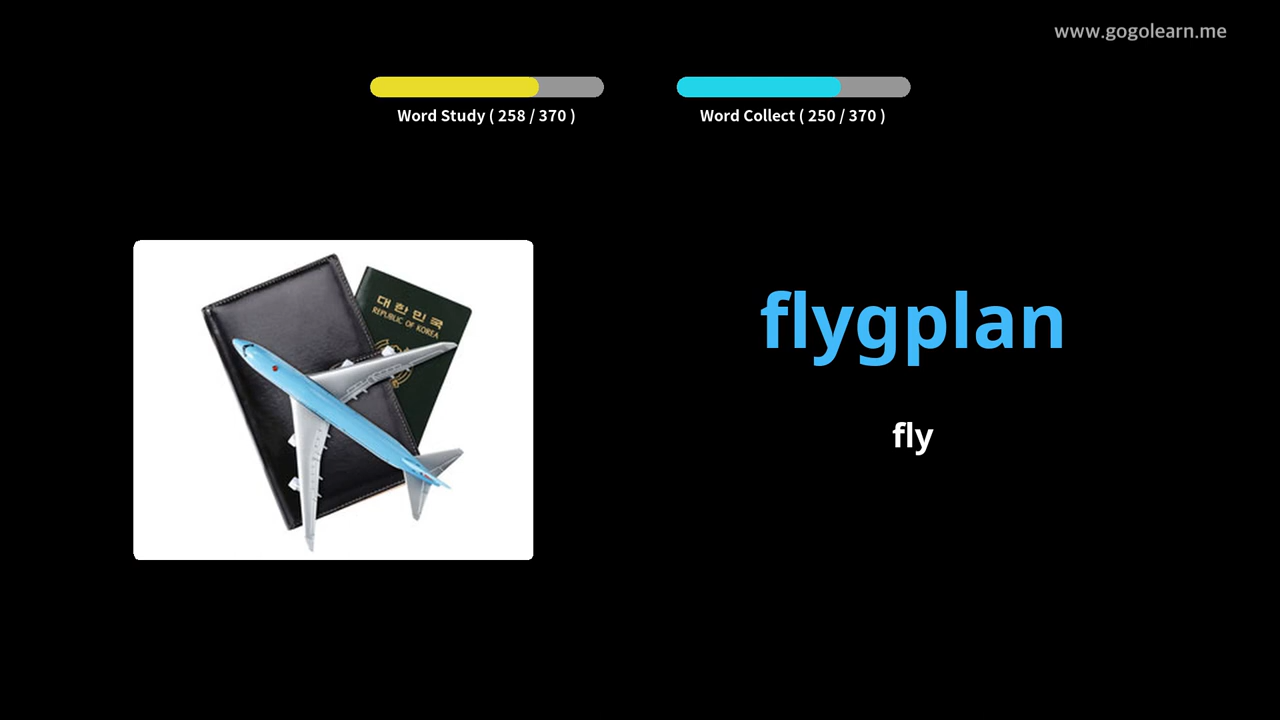 www.gogolearn.me
Word Study ( 258 / 370 )
Word Collect ( 250 / 370 )
대한민국
REPUBLIC OF KOREA
flygplan
fly